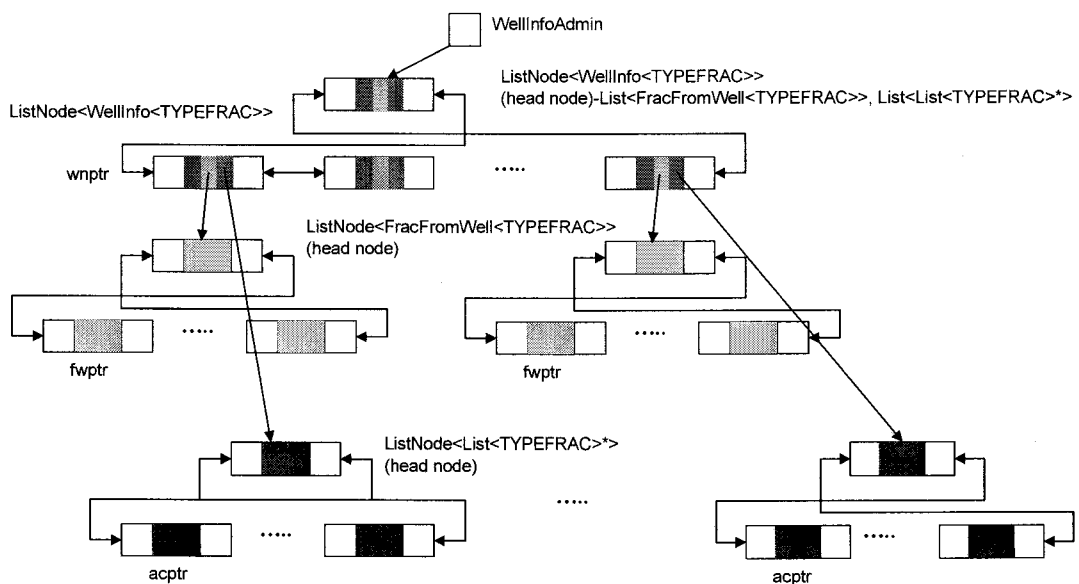 WellInfoAdmin
ListNode<WellInfo<TYPEFRAC>>
(head node)-List<FracFromWell<TYPEFRAC>>, List<List<TYPEFRAC>*>
ListNode<WellInfo<TYPEFRAC>>
wnptr
.....
ListNode<FracFromWell<TYPEFRAC>>
(head node)
..... .....
fwptr fwptr
ListNode<List<TYPEFRAC>*>
(head node)
.....
..... .....
acptr acptr